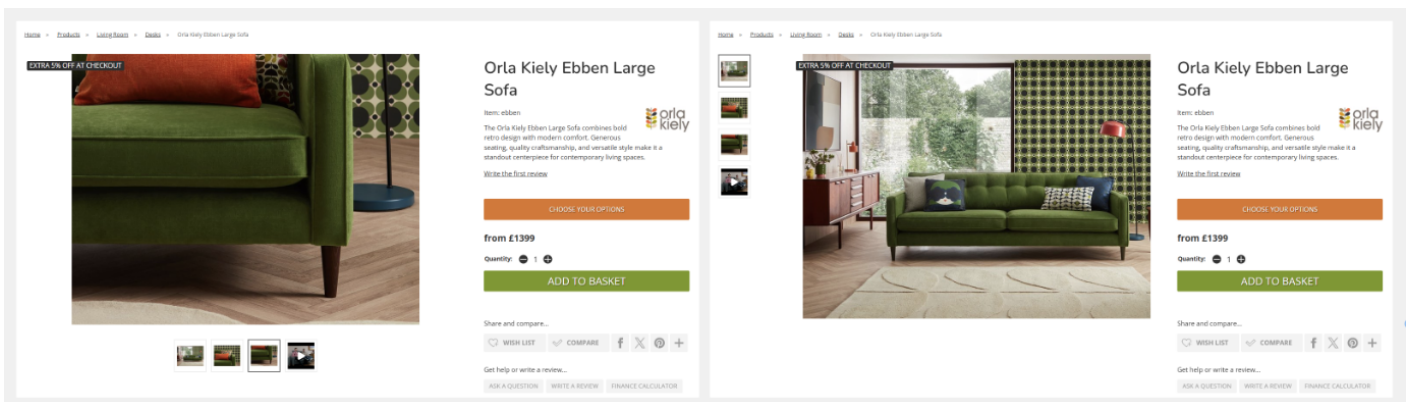 Home » Products » Living Room » Desks » Orla Kiely Ebben Large Sofa
EXTRA 5% OFF AT CHECKOUT
Orla Kiely Ebben Large
Sofa
Item: ebben
orla
kiely
The Orla Kiely Ebben Large Sofa combines bold
retro design with modern comfort. Generous
seating, quality craftsmanship, and versatile style make it a
standout centerpiece for contemporary living spaces.
Write the first review
CHOOSE YOUR OPTIONS
from £1399
Quantity: 1
ADD TO BASKET
Share and compare...
WISH LIST COMPARE
Get help or write a review...
ASK A QUESTION WRITE A REVIEW FINANCE CALCULATOR
Home » Products » Living Room » Desks » Orla Kiely Ebben Large Sofa
EXTRA 5% OFF AT CHECKOUT
Orla Kiely Ebben Large
Sofa
Item: ebben
orla
kiely
The Orla Kiely Ebben Large Sofa combines bold
retro design with modern comfort. Generous
seating, quality craftsmanship, and versatile style make it a
standout centerpiece for contemporary living spaces.
Write the first review
CHOOSE YOUR OPTIONS
from £1399
Quantity: 1
ADD TO BASKET
Share and compare...
WISH LIST COMPARE
Get help or write a review...
ASK A QUESTION WRITE A REVIEW FINANCE CALCULATOR